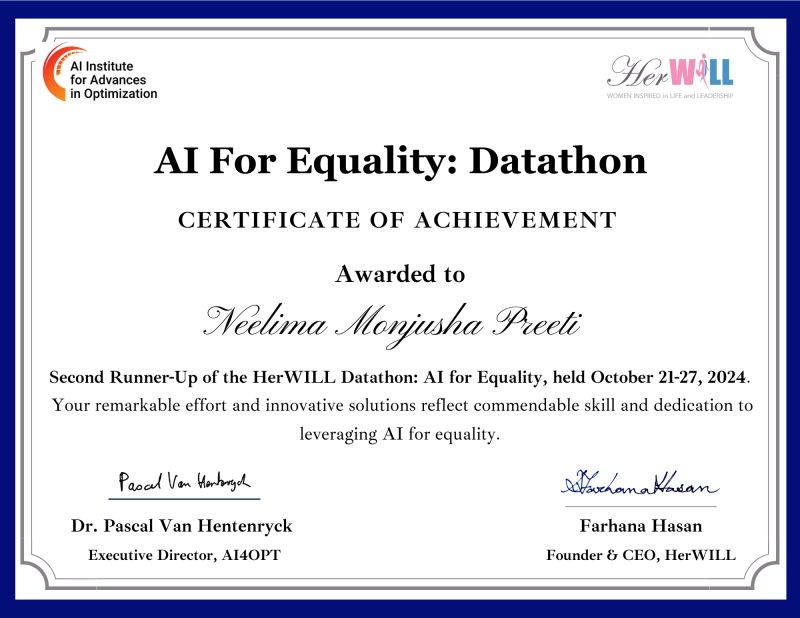 AI Institute
for Advances
in Optimization
HerWILL
WOMEN INSPIRED in LIFE and LEADERSHIP
AI For Equality: Datathon
CERTIFICATE OF ACHIEVEMENT
Awarded to
Neelima Monjusha Preeti
Second Runner-Up of the HerWILL Datathon: AI for Equality, held October 21-27, 2024.
Your remarkable effort and innovative solutions reflect commendable skill and dedication to
leveraging AI for equality.
Pascal Van Hentenryck
Farhana Hasan
Dr. Pascal Van Hentenryck
Farhana Hasan
Executive Director, AI4OPT
Founder & CEO, HerWILL